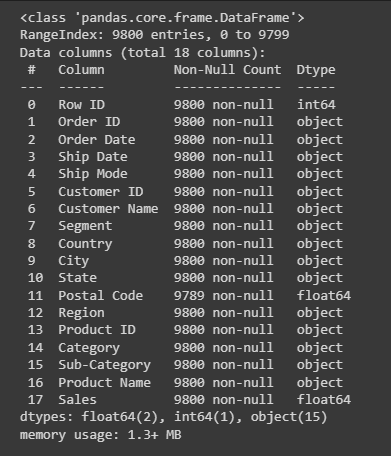 <class 'pandas.core.frame.DataFrame'>
RangeIndex: 9800 entries, 0 to 9799
Data columns (total 18 columns):
 #   Column         Non-Null Count  Dtype
---  ------         --------------  -----
 0   Row ID         9800 non-null   int64
 1   Order ID       9800 non-null   object
 2   Order Date     9800 non-null   object
 3   Ship Date      9800 non-null   object
 4   Ship Mode      9800 non-null   object
 5   Customer ID    9800 non-null   object
 6   Customer Name  9800 non-null   object
 7   Segment        9800 non-null   object
 8   Country        9800 non-null   object
 9   City           9800 non-null   object
 10  State          9800 non-null   object
 11  Postal Code    9789 non-null   float64
 12  Region         9800 non-null   object
 13  Product ID     9800 non-null   object
 14  Category       9800 non-null   object
 15  Sub-Category   9800 non-null   object
 16  Product Name   9800 non-null   object
 17  Sales          9800 non-null   float64
dtypes: float64(2), int64(1), object(15)
memory usage: 1.3+ MB